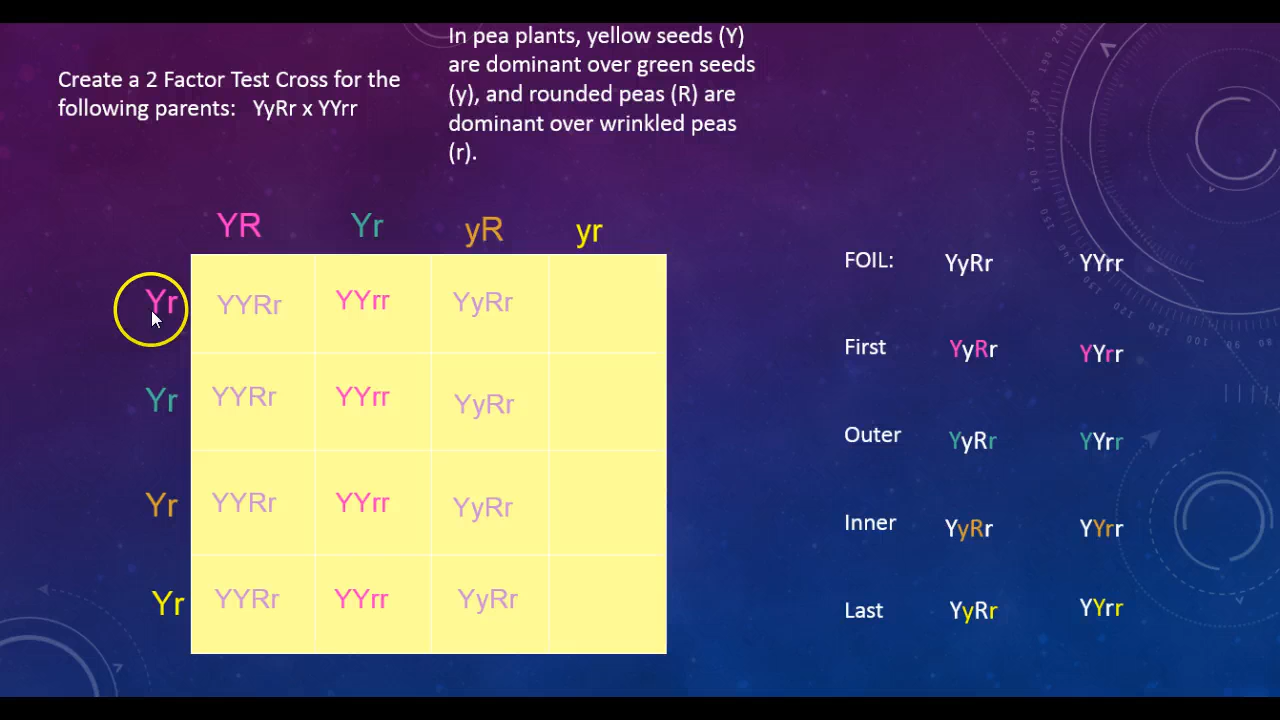 Create a 2 Factor Test Cross for the
following parents: YyRr x YYrr
In pea plants, yellow seeds (Y)
are dominant over green seeds
(y), and rounded peas (R) are
dominant over wrinkled peas
(r).
YR Yr yR yr
Yr YYRr YYrr YyRr
Yr YYRr YYrr YyRr
Yr YYRr YYrr YyRr
Yr YYRr YYrr YyRr
FOIL: YyRr YYrr
First YyRr YYrr
Outer YyRr YYrr
Inner YyRr YYrr
Last YyRr YYrr